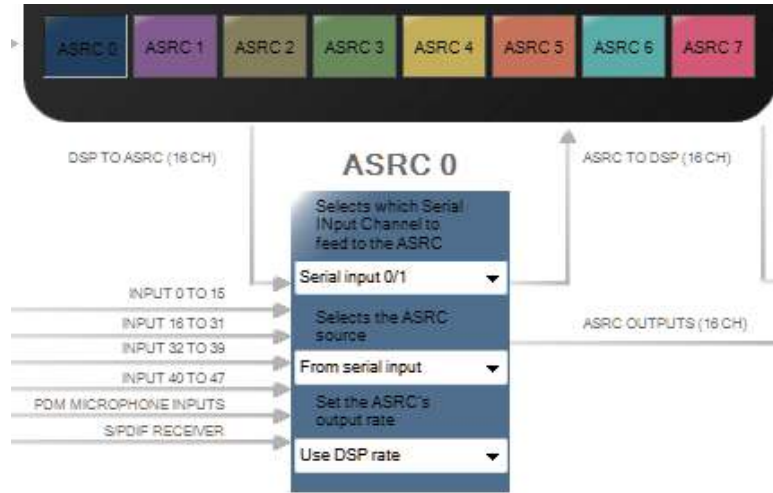 ASRC 0 ASRC 1 ASRC 2 ASRC 3 ASRC 4 ASRC 5 ASRC 6 ASRC 7
DSP TO ASRC (16 CH)
ASRC TO DSP (16 CH)
ASRC 0
Selects which Serial
INput Channel to
feed to the ASRC
Serial input 0/1
INPUT 0 TO 15
Selects the ASRC
source
INPUT 16 TO 31
ASRC OUTPUTS (16 CH)
INPUT 32 TO 39
From serial input
INPUT 40 TO 47
PDM MICROPHONE INPUTS
Set the ASRC's
output rate
S/PDIF RECEIVER
Use DSP rate